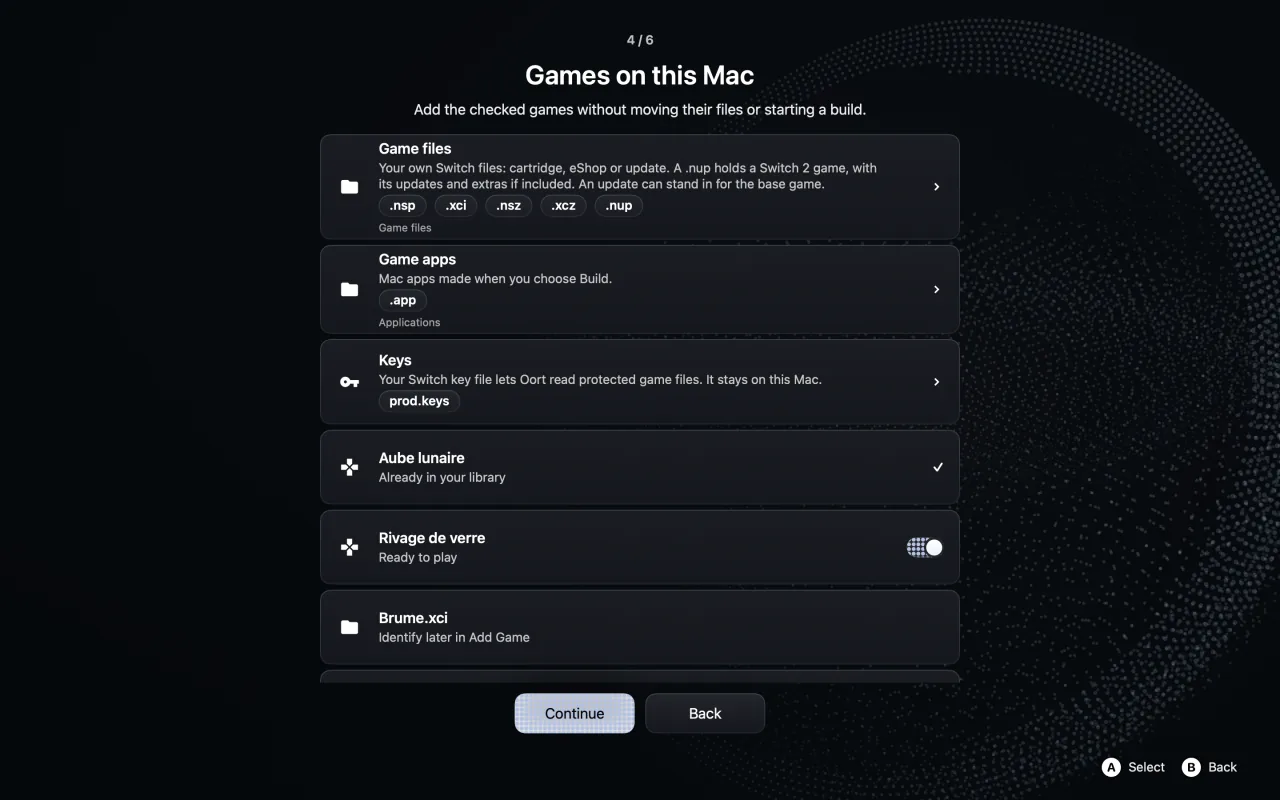 4 / 6
Games on this Mac
Add the checked games without moving their files or starting a build.
Game files
Your own Switch files: cartridge, eShop or update. A .nup holds a Switch 2 game, with
its updates and extras if included. An update can stand in for the base game.
.nsp .xci .nsz .xcz .nup
Game files
Game apps
Mac apps made when you choose Build.
.app
Applications
Keys
Your Switch key file lets Oort read protected game files. It stays on this Mac.
prod.keys
Aube lunaire
Already in your library
Rivage de verre
Ready to play
Brume.xci
Identify later in Add Game
Continue Back
A Select B Back